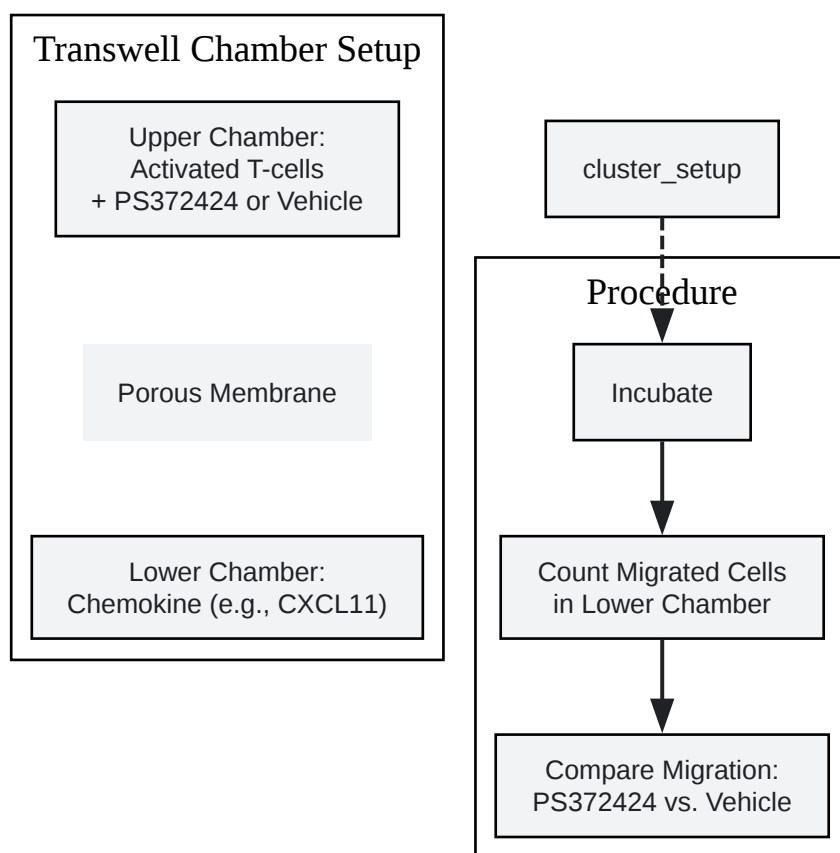 Transwell Chamber Setup
Upper Chamber:
Activated T-cells
+ PS372424 or Vehicle
Porous Membrane
Lower Chamber:
Chemokine (e.g., CXCL11)
cluster_setup
Procedure
Incubate
Count Migrated Cells
in Lower Chamber
Compare Migration:
PS372424 vs. Vehicle